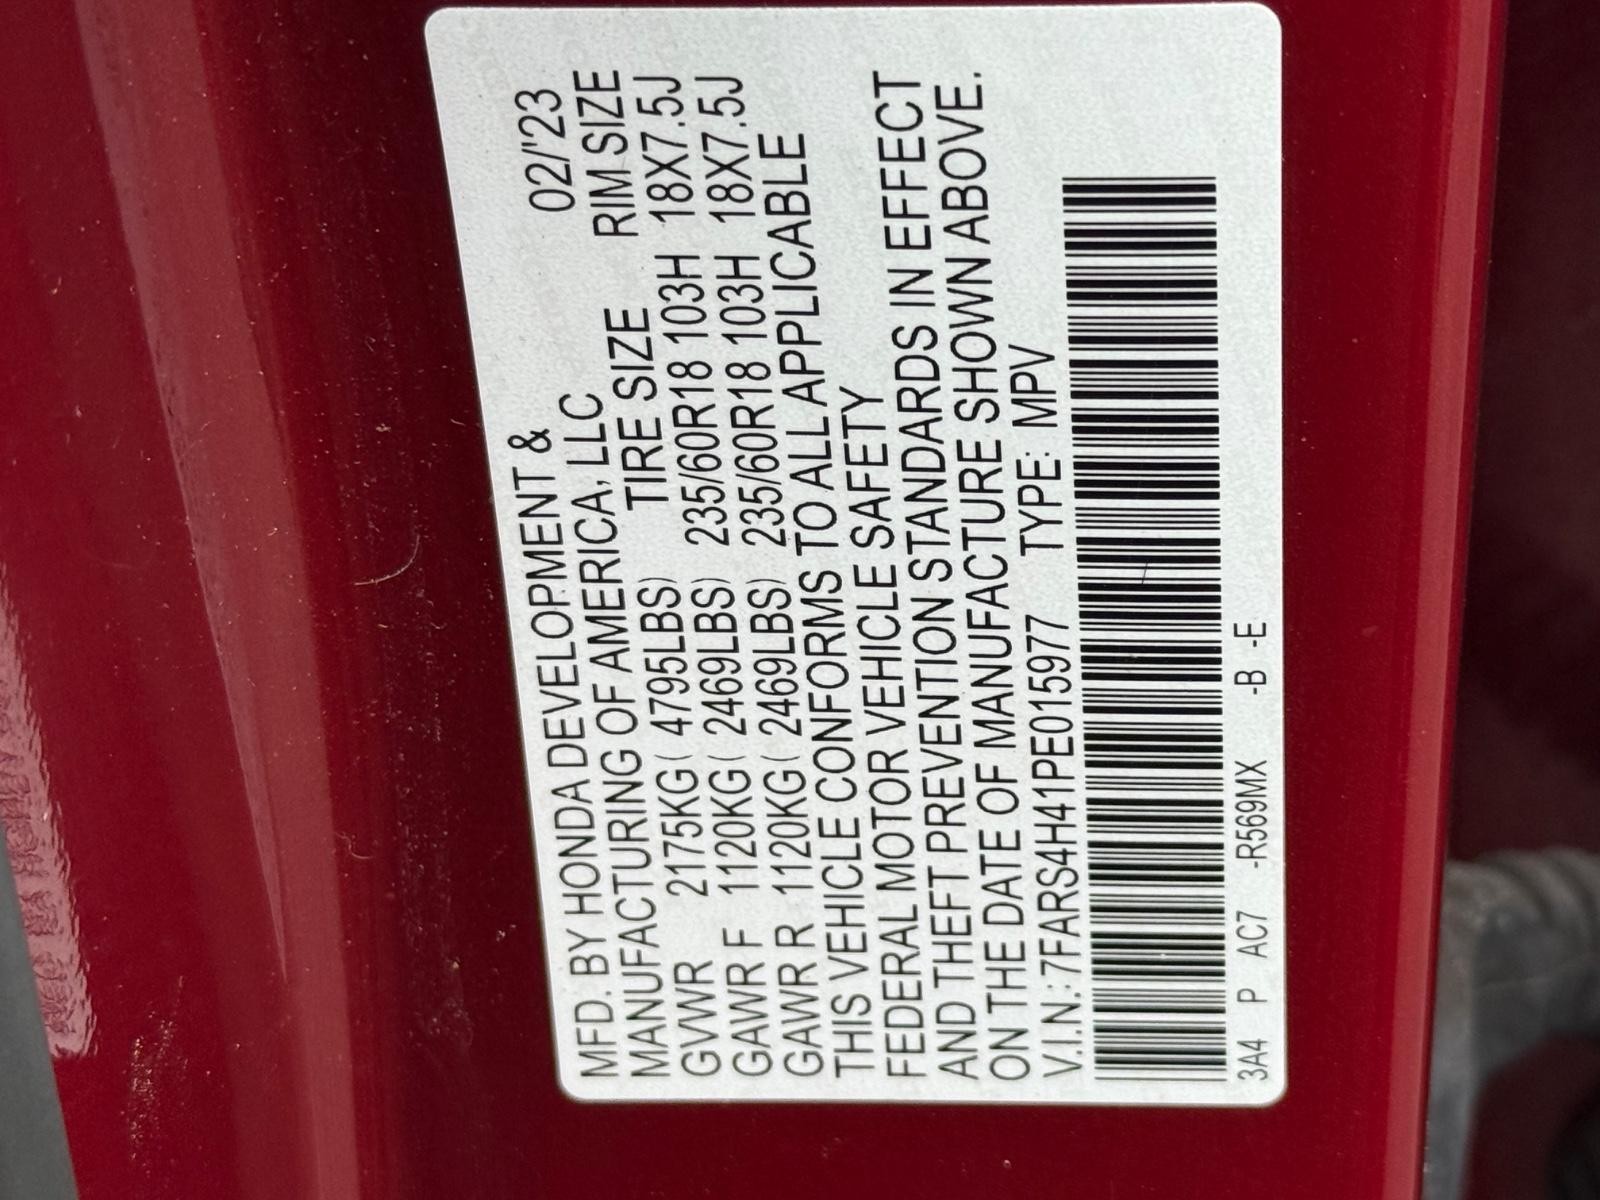 MFD. BY HONDA DEVELOPMENT & 02/'23
MANUFACTURING OF AMERICA, LLC RIM SIZE
TIRE SIZE
GVWR 2175KG( 4795LBS) 235/60R18 103H 18X7.5J
GAWR F 1120KG( 2469LBS) 235/60R18 103H 18X7.5J
GAWR R 1120KG( 2469LBS)
THIS VEHICLE CONFORMS TO ALL APPLICABLE
FEDERAL MOTOR VEHICLE SAFETY
AND THEFT PREVENTION STANDARDS IN EFFECT
ON THE DATE OF MANUFACTURE SHOWN ABOVE.
V.I.N.: 7FARS4H41PE015977 TYPE: MPV
3A4 P AC7 -R569MX -B -E